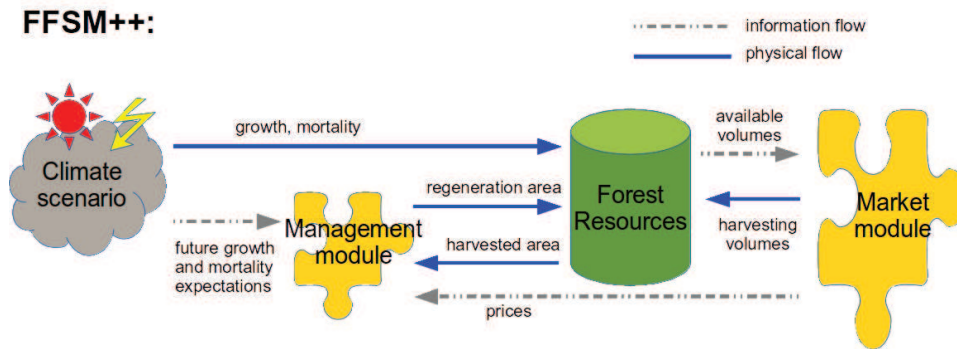 FFSM++:
information flow
physical flow
growth, mortality
available
volumes
Climate
scenario
regeneration area
Forest
Resources
Market
module
harvesting
volumes
Management
module
harvested area
future growth
and mortality
expectations
prices